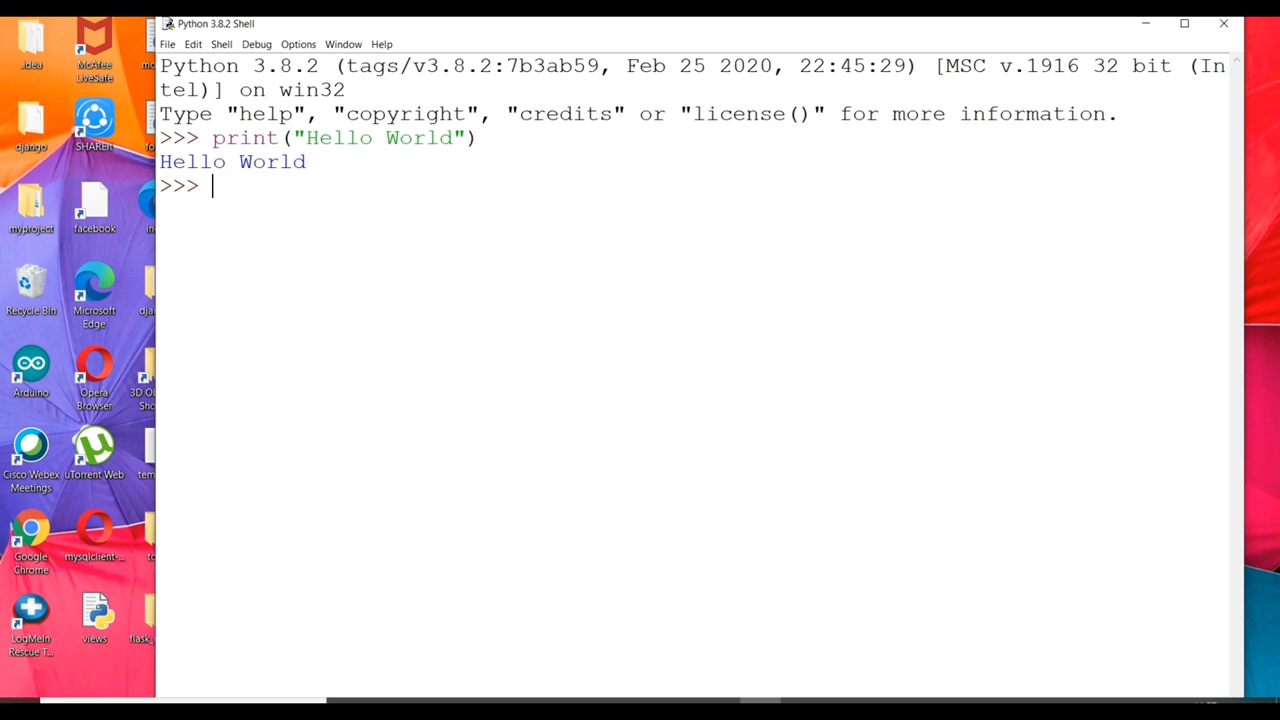 Python 3.8.2 Shell
File Edit Shell Debug Options Window Help
Python 3.8.2 (tags/v3.8.2:7b3ab59, Feb 25 2020, 22:45:29) [MSC v.1916 32 bit (In
tel)] on win32
Type "help", "copyright", "credits" or "license()" for more information.
>>> print("Hello World")
Hello World
>>>
.idea
McAfee
LiveSafe
django
SHAREit
myproject
facebook
Recycle Bin
Microsoft
Edge
Arduino
Opera
Browser
3D
Cisco Webex
Meetings
uTorrent Web
Google
Chrome
mysqlclient-...
LogMeIn
Rescue T...
views
flask_